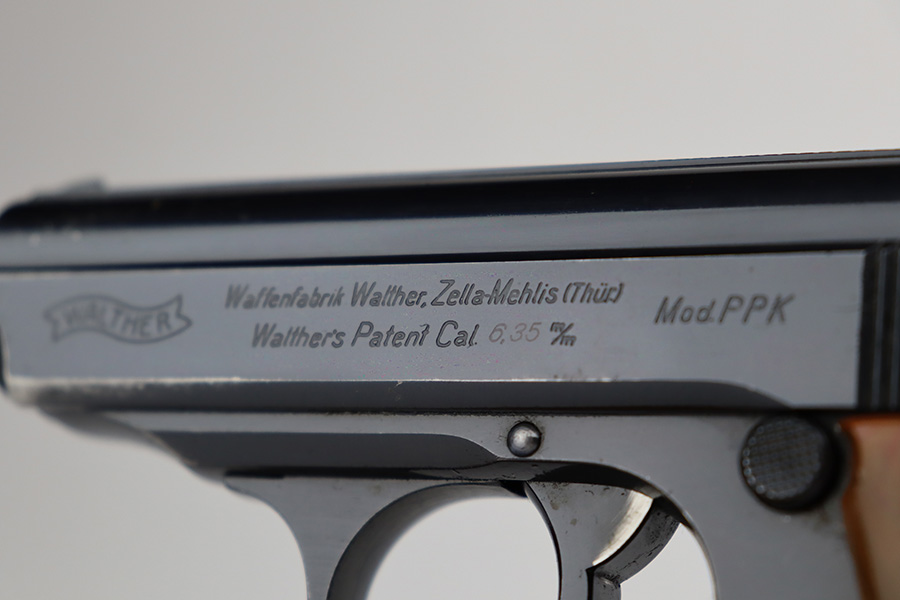 WALTHER
Waffenfabrik Walther, Zella-Mehlis (Thür.)
Walther's Patent Cal. 6,35 m/m
Mod. PPK